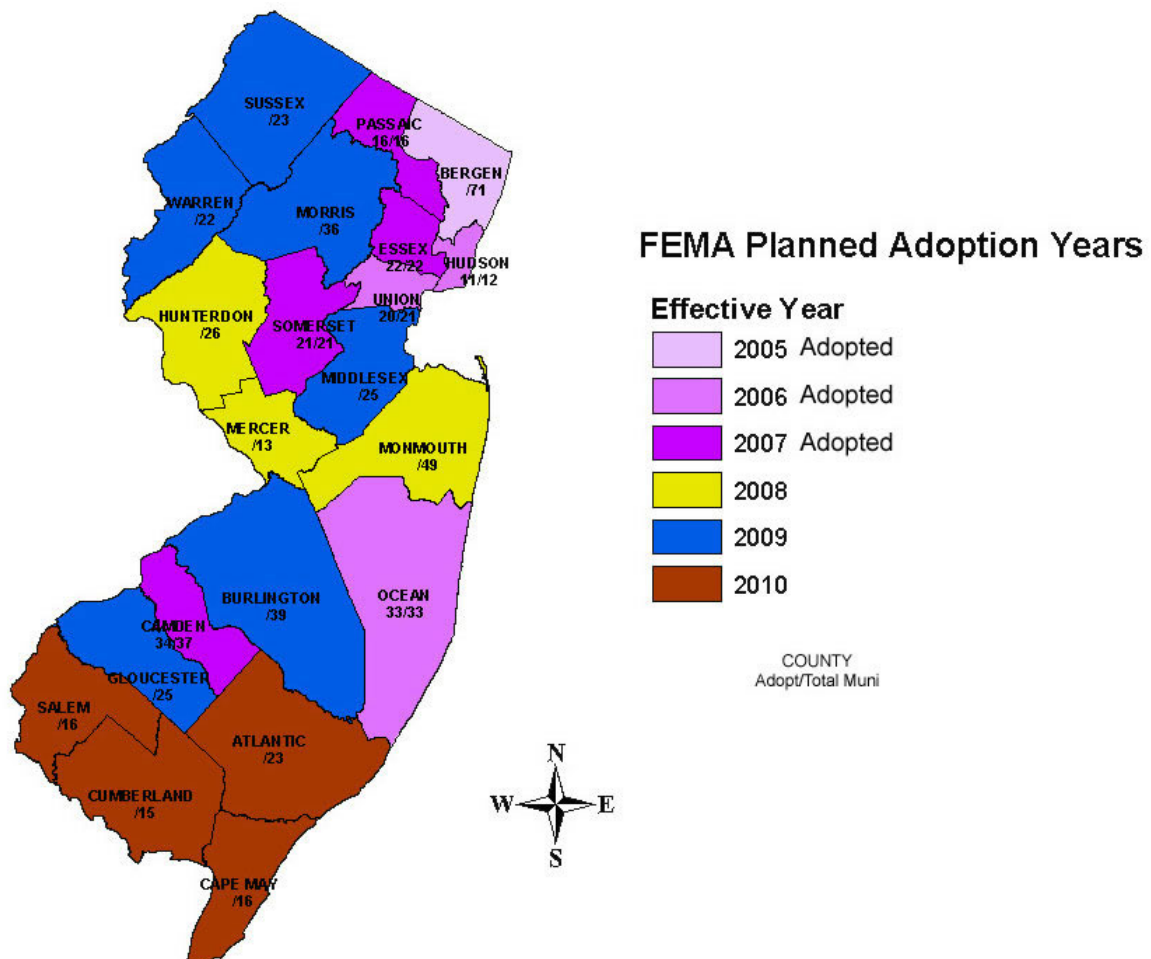 SUSSEX
/23
PASSAIC
16/16
BERGEN
/71
WARREN
/22
MORRIS
/36
ESSEX
22/22
HUDSON
11/12
UNION
20/21
HUNTERDON
/26
SOMERSET
21/21
MIDDLESEX
/25
MERCER
/13
MONMOUTH
/49
BURLINGTON
/39
OCEAN
33/33
CAMDEN
34/37
GLOUCESTER
/25
SALEM
/16
ATLANTIC
/23
CUMBERLAND
/15
CAPE MAY
/16
FEMA Planned Adoption Years
Effective Year
2005 Adopted
2006 Adopted
2007 Adopted
2008
2009
2010
COUNTY
Adopt/Total Muni
N
W E
S